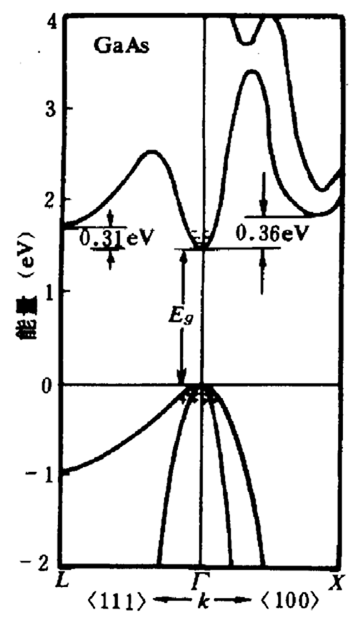 4
GaAs
3
2
0.31eV
0.36eV
能量 (eV)
1
Eg
0
-1
-2
L
Γ
X
⟨111⟩ ← k → ⟨100⟩